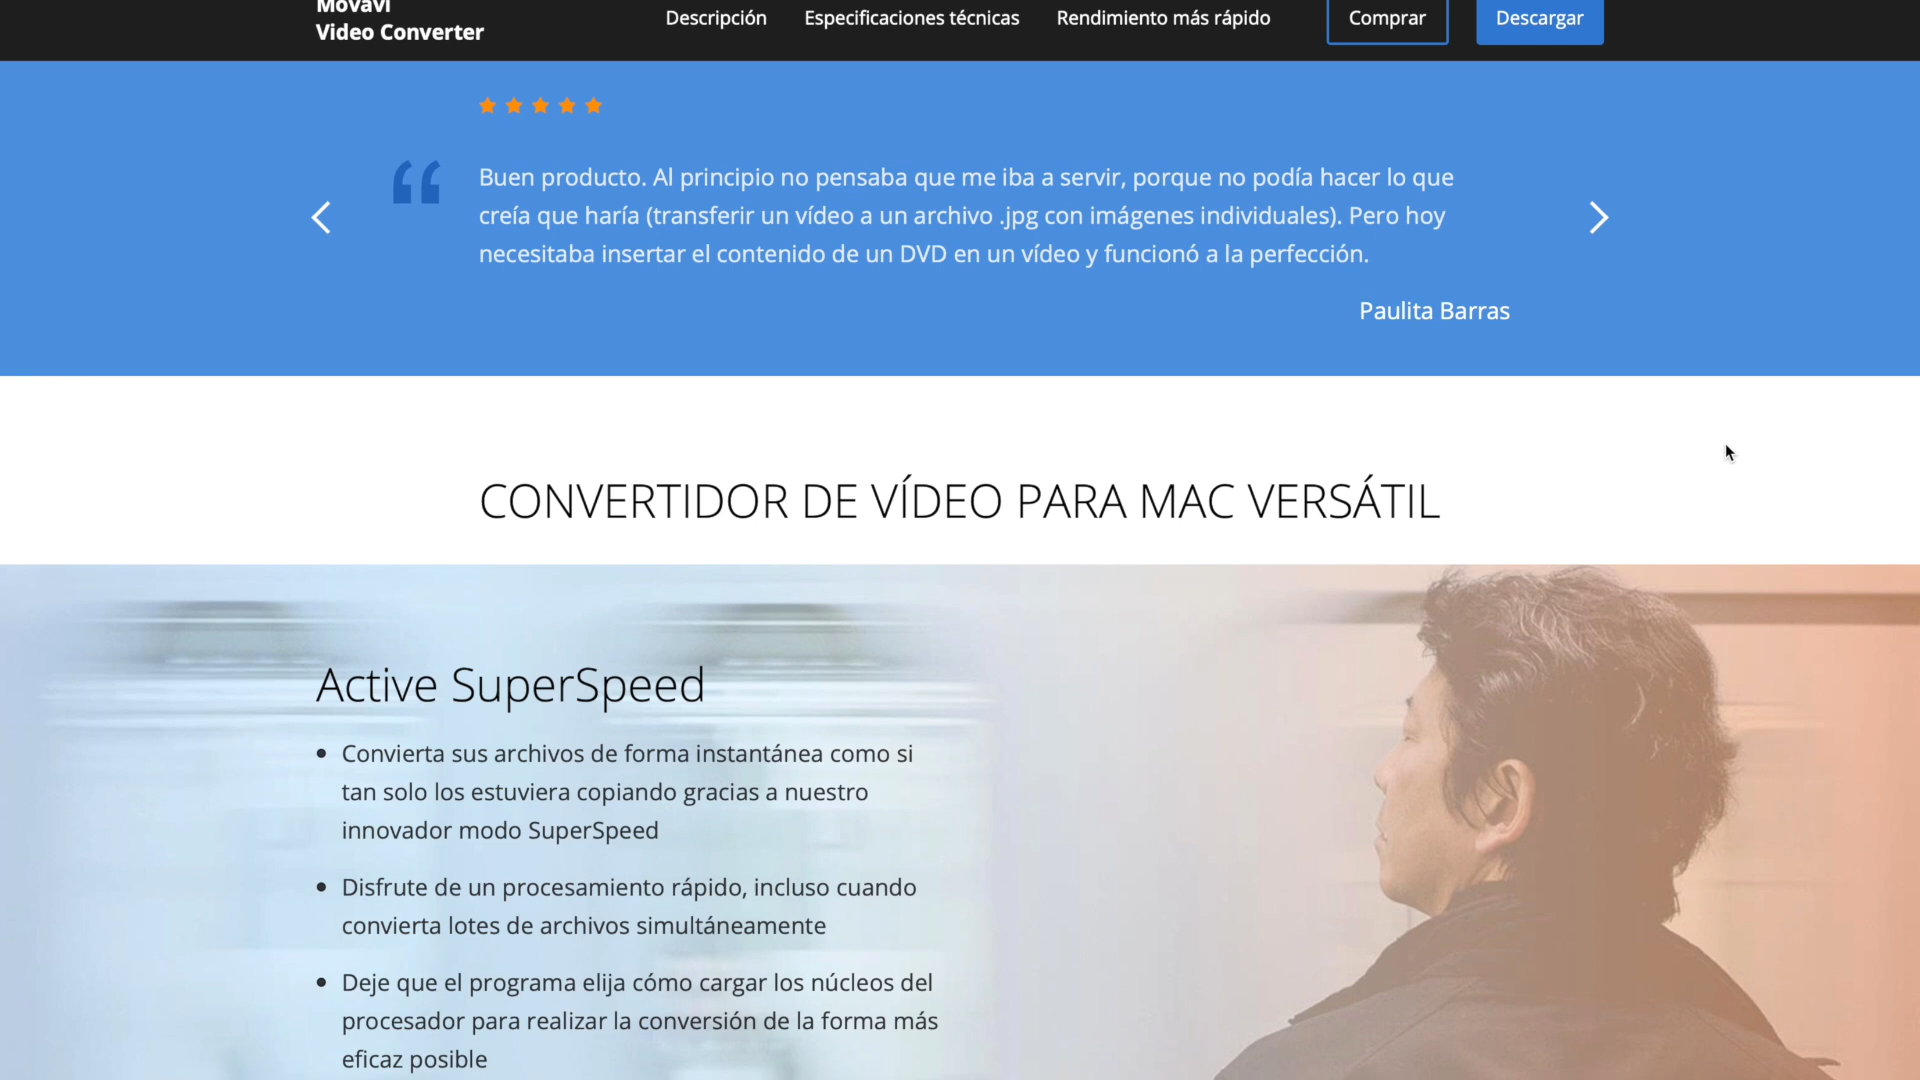 Movavi
Video Converter
Descripción
Especificaciones técnicas
Rendimiento más rápido
Comprar
Descargar
Buen producto. Al principio no pensaba que me iba a servir, porque no podía hacer lo que
creía que haría (transferir un vídeo a un archivo .jpg con imágenes individuales). Pero hoy
necesitaba insertar el contenido de un DVD en un vídeo y funcionó a la perfección.
Paulita Barras
CONVERTIDOR DE VÍDEO PARA MAC VERSÁTIL
Active SuperSpeed
Convierta sus archivos de forma instantánea como si
tan solo los estuviera copiando gracias a nuestro
innovador modo SuperSpeed
Disfrute de un procesamiento rápido, incluso cuando
convierta lotes de archivos simultáneamente
Deje que el programa elija cómo cargar los núcleos del
procesador para realizar la conversión de la forma más
eficaz posible